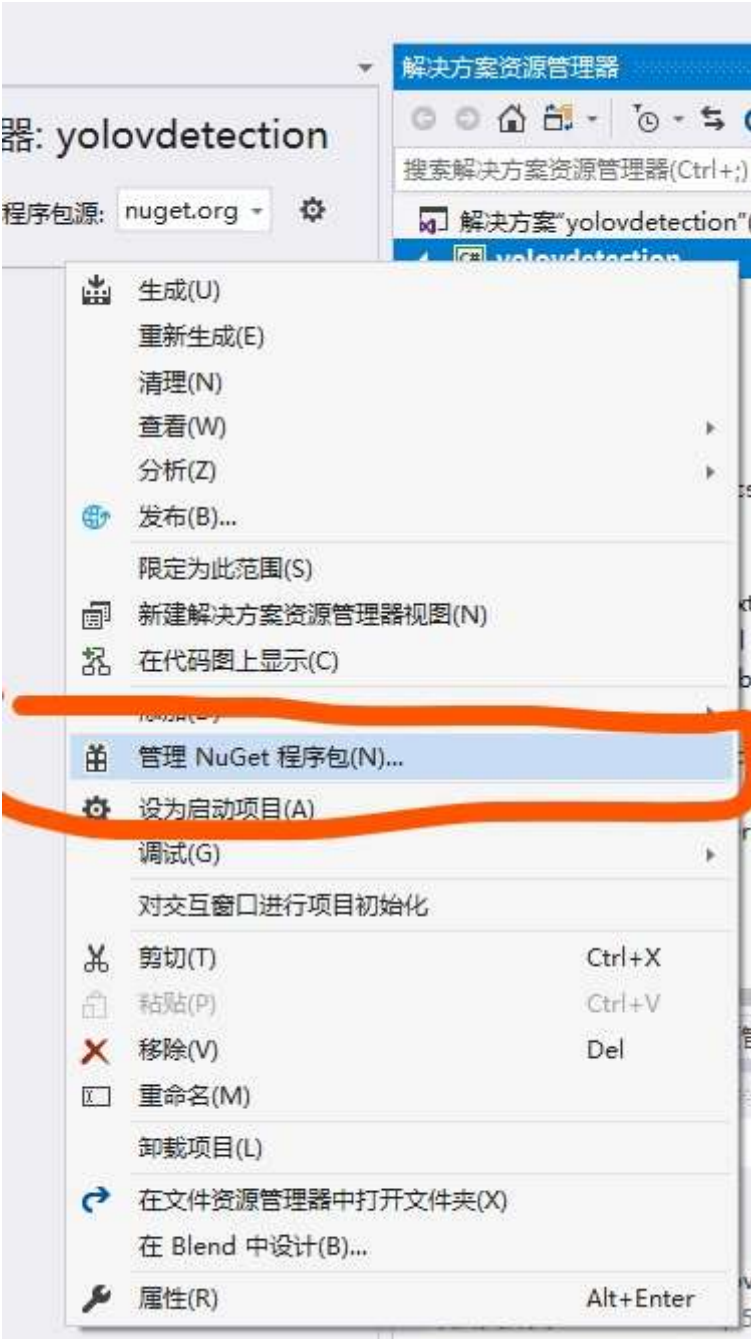 解决方案资源管理器
器: yolovdetection
搜索解决方案资源管理器(Ctrl+;)
程序包源: nuget.org
解决方案"yolovdetection"(
yolovdetection
生成(U)
重新生成(E)
清理(N)
查看(W)
分析(Z)
发布(B)...
限定为此范围(S)
新建解决方案资源管理器视图(N)
在代码图上显示(C)
管理 NuGet 程序包(N)...
设为启动项目(A)
调试(G)
对交互窗口进行项目初始化
剪切(T) Ctrl+X
粘贴(P) Ctrl+V
移除(V) Del
重命名(M)
卸载项目(L)
在文件资源管理器中打开文件夹(X)
在 Blend 中设计(B)...
属性(R) Alt+Enter